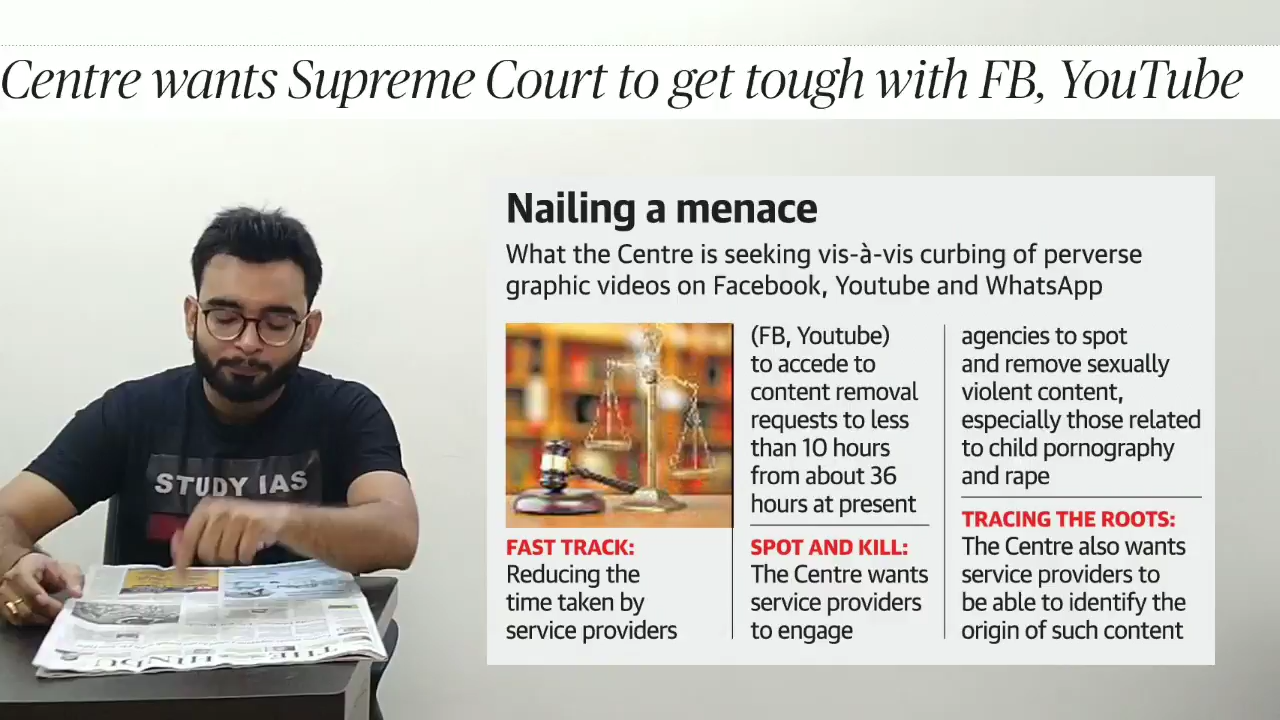 Centre wants Supreme Court to get tough with FB, YouTube
Nailing a menace
What the Centre is seeking vis-à-vis curbing of perverse
graphic videos on Facebook, Youtube and WhatsApp
FAST TRACK:
Reducing the
time taken by
service providers
(FB, Youtube)
to accede to
content removal
requests to less
than 10 hours
from about 36
hours at present
SPOT AND KILL:
The Centre wants
service providers
to engage
agencies to spot
and remove sexually
violent content,
especially those related
to child pornography
and rape
TRACING THE ROOTS:
The Centre also wants
service providers to
be able to identify the
origin of such content
STUDY IAS
THE HINDU